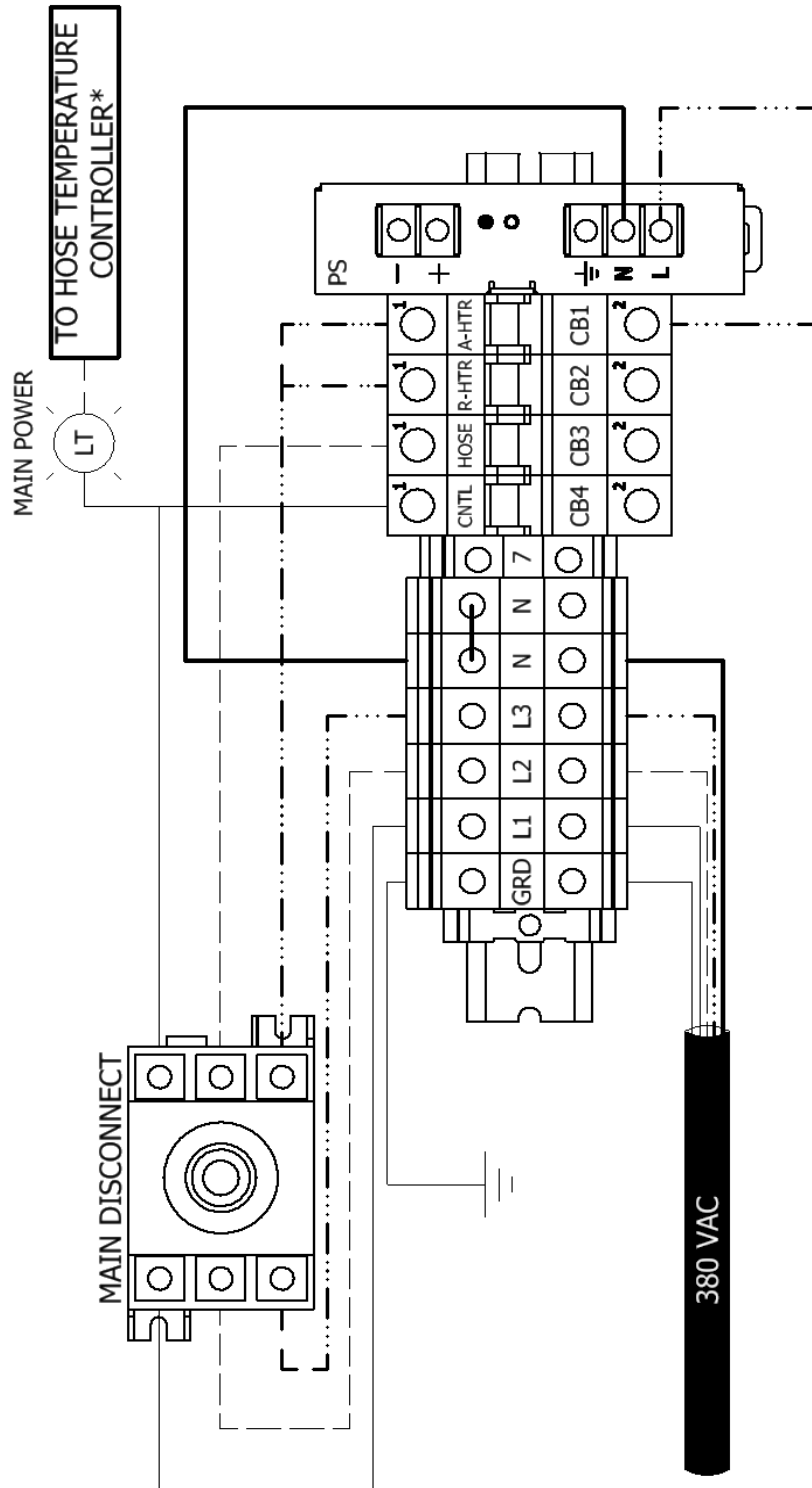 TO HOSE TEMPERATURE
CONTROLLER*
MAIN POWER
LT
PS
-
+
N
L
1
A-HTR
CB1
2
1
R-HTR
CB2
2
1
HOSE
CB3
2
1
CNTL
CB4
2
7
N
N
L3
L2
L1
GRD
MAIN DISCONNECT
380 VAC